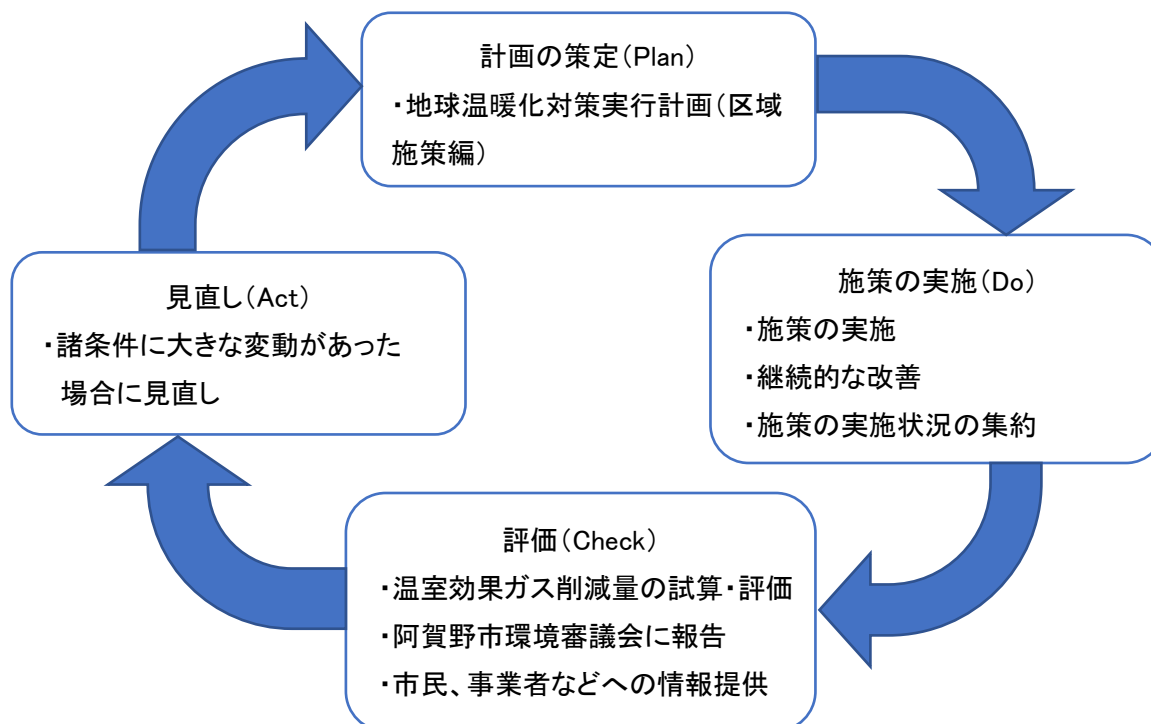 計画の策定(Plan)
・地球温暖化対策実行計画(区域
施策編)
施策の実施(Do)
・施策の実施
・継続的な改善
・施策の実施状況の集約
評価(Check)
・温室効果ガス削減量の試算・評価
・阿賀野市環境審議会に報告
・市民、事業者などへの情報提供
見直し(Act)
・諸条件に大きな変動があった
場合に見直し